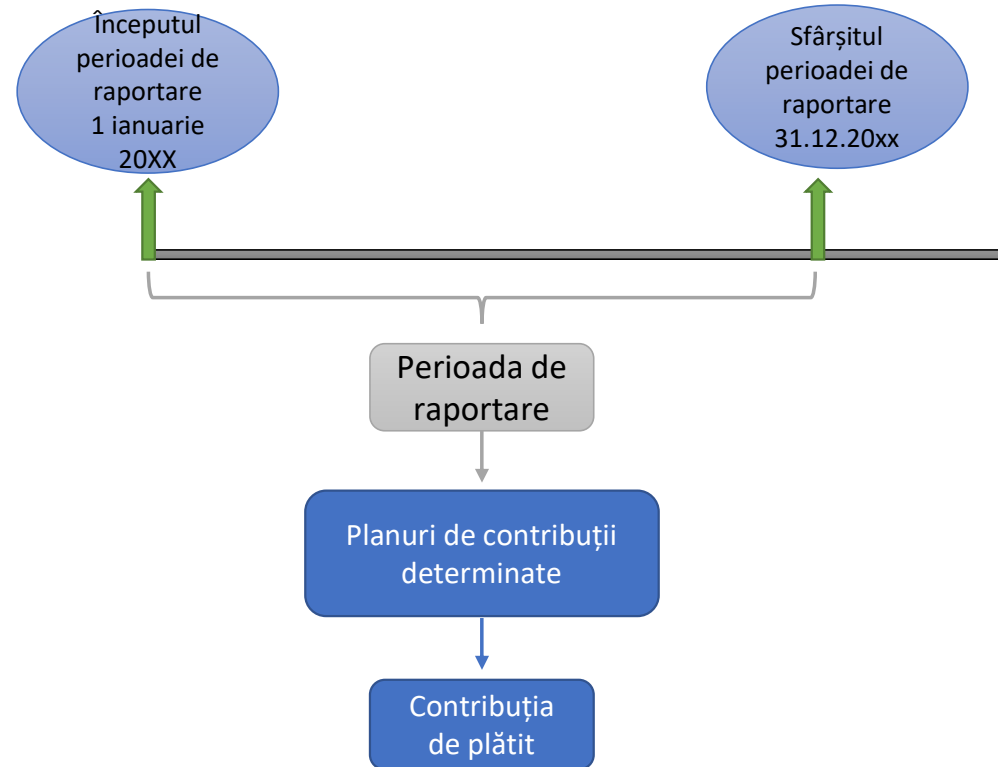 Începutul
perioadei de
raportare
1 ianuarie
20XX
Sfârșitul
perioadei de
raportare
31.12.20xx
Perioada de
raportare
Planuri de contribuții
determinate
Contribuția
de plătit